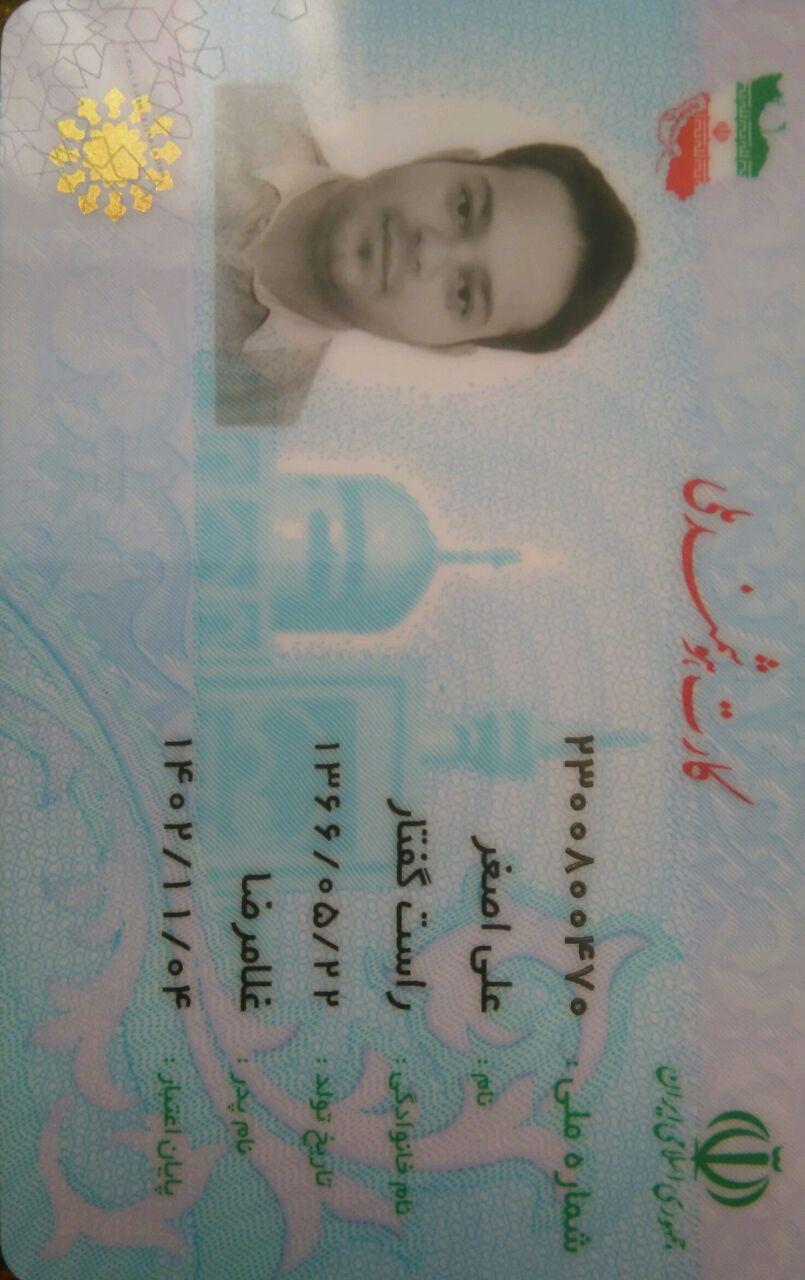 کارت هوشمند ملی
جمهوری اسلامی ایران
شماره ملی: ۲۳۰۰۸۰۰۴۷۰
نام: علی اصغر
نام خانوادگی: راست گفتار
تاریخ تولد: ۱۳۶۶/۰۵/۲۲
نام پدر: غلامرضا
پایان اعتبار: ۱۴۰۲/۱۱/۰۴